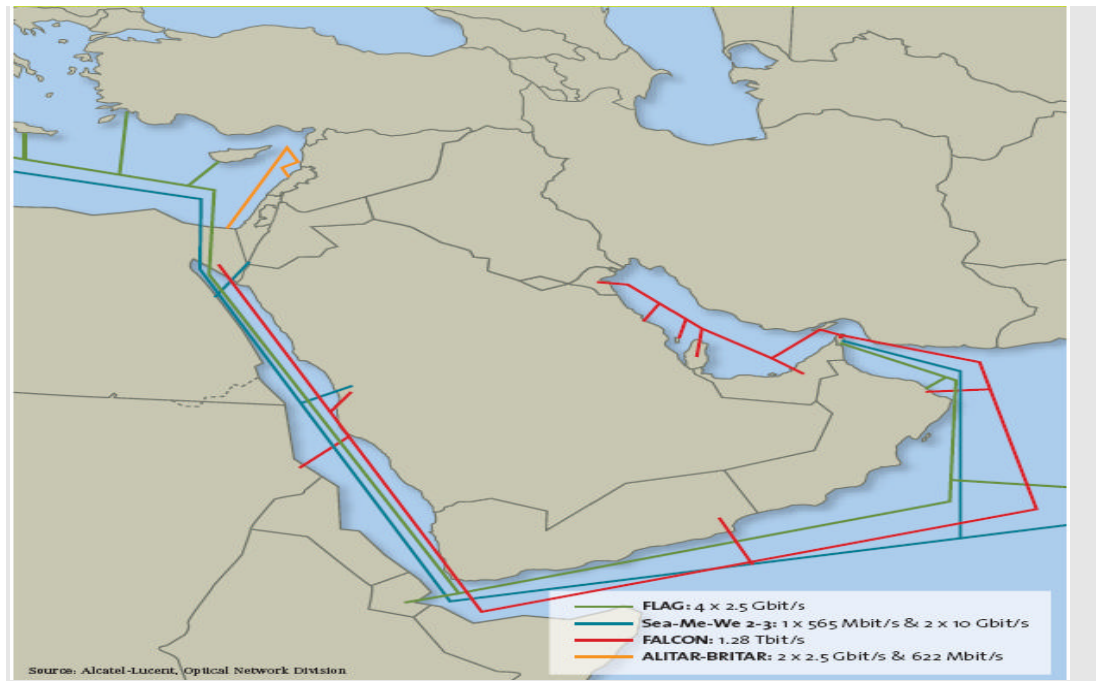 FLAG: 4 x 2.5 Gbit/s
Sea-Me-We 2-3: 1 x 565 Mbit/s & 2 x 10 Gbit/s
FALCON: 1.28 Tbit/s
ALITAR-BRITAR: 2 x 2.5 Gbit/s & 622 Mbit/s
Source: Alcatel-Lucent, Optical Network Division